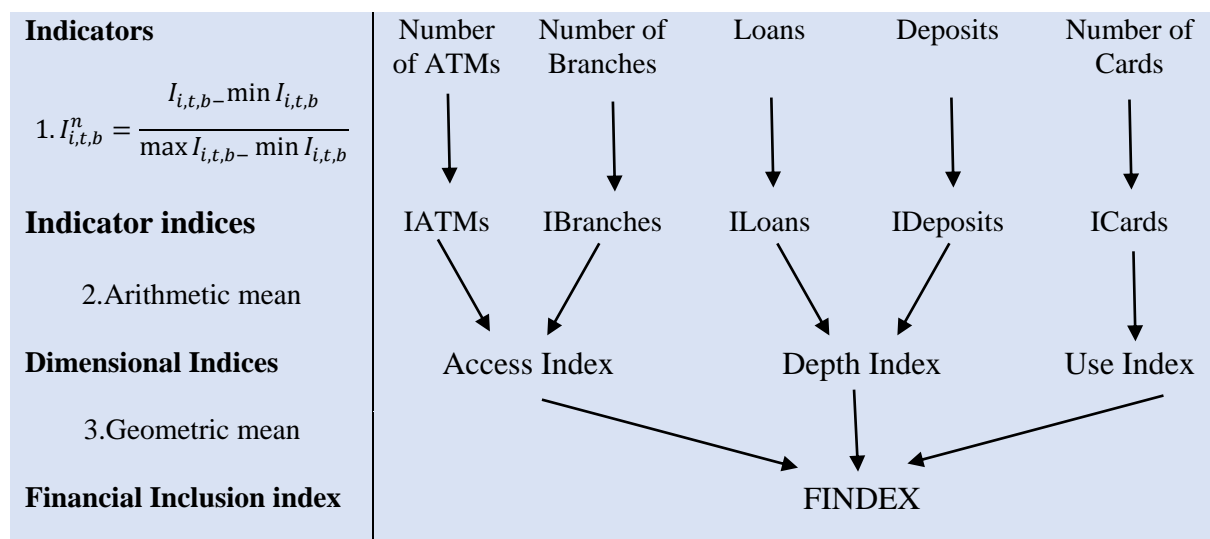 Indicators
Number of ATMs
Number of Branches
Loans
Deposits
Number of Cards
1. I^n_{i,t,b} = \frac{I_{i,t,b-} min I_{i,t,b}}{max I_{i,t,b-} min I_{i,t,b}}
Indicator indices
IATMs IBranches ILoans IDeposits ICards
2.Arithmetic mean
Dimensional Indices
Access Index Depth Index Use Index
3.Geometric mean
Financial Inclusion index
FINDEX